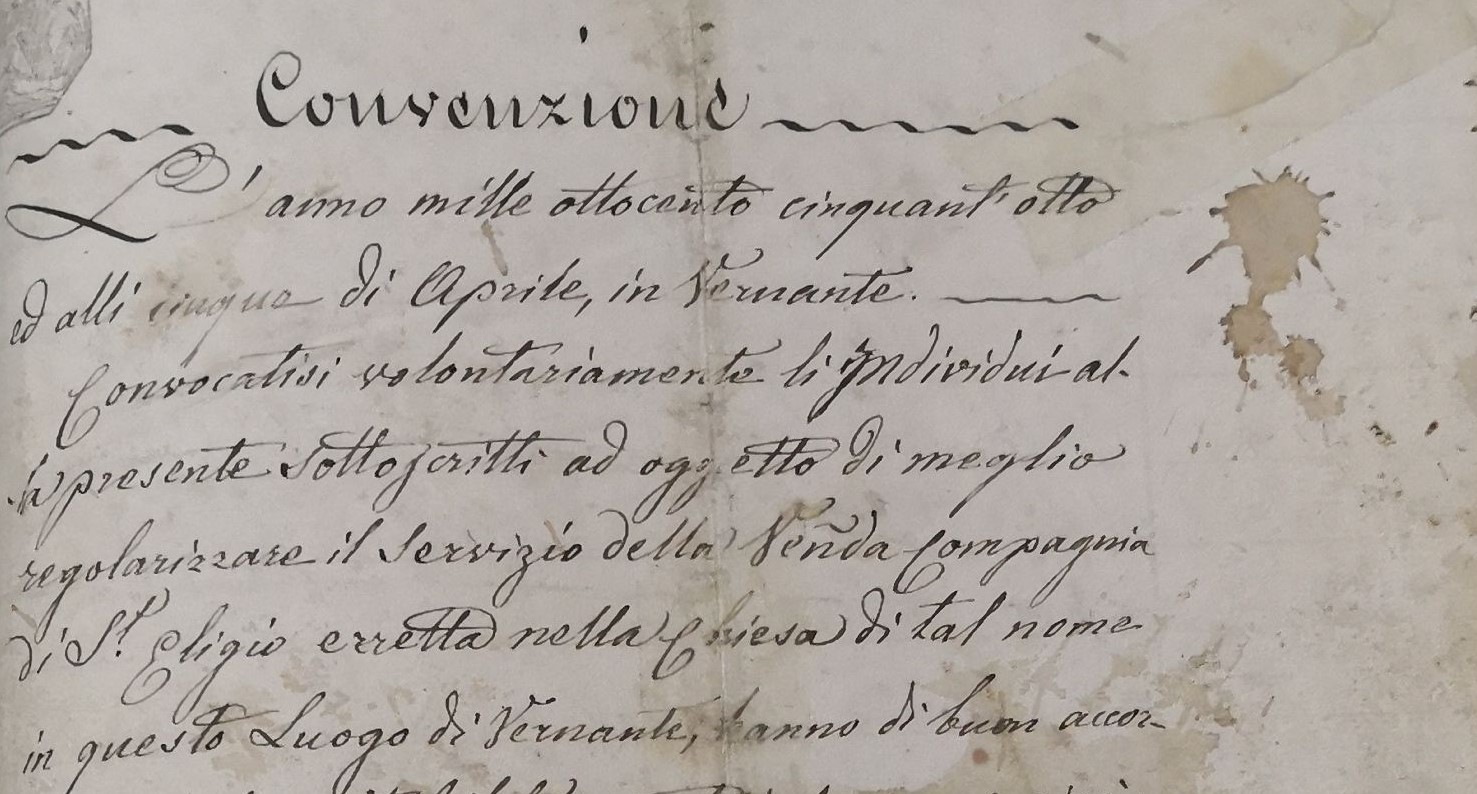 Convenzione
L'anno mille ottocento cinquant'otto
ed alli cinque di Aprile, in Vernante.
Convocatisi volontariamente li Individui al-
la presente sottoscritti ad oggetto di meglio
regolarizzare il servizio della Venda Compagnia
di St. Eligio erretta nella Chiesa di tal nome
in questo Luogo di Vernante, hanno di buon accor-